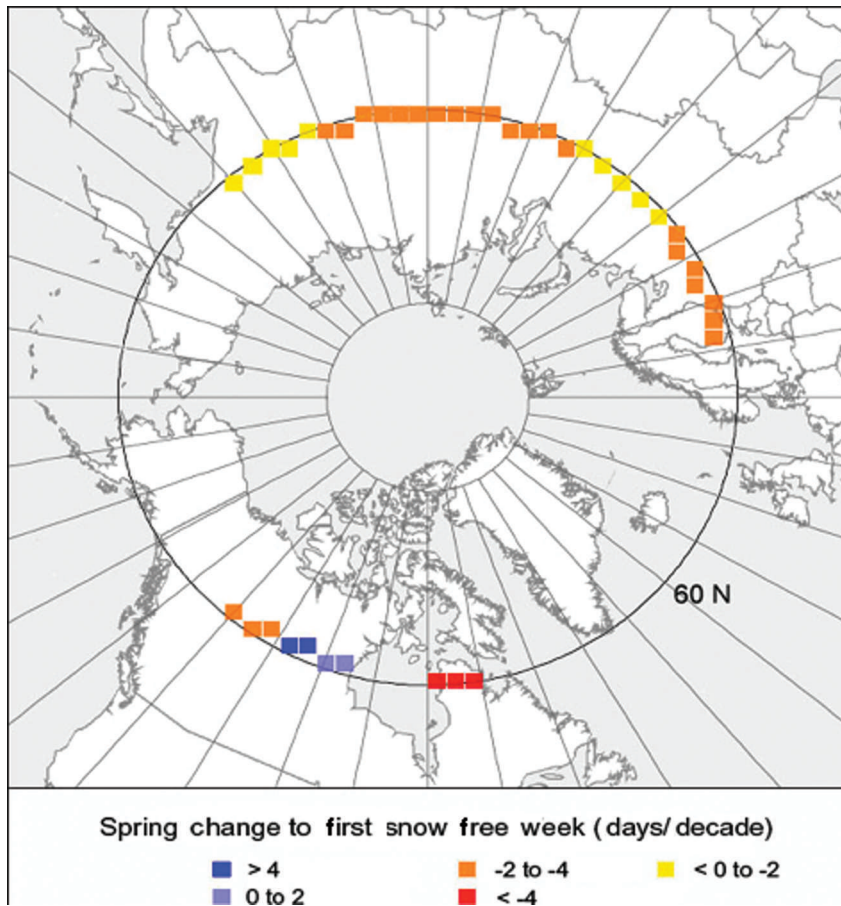 60 N
Spring change to first snow free week (days/decade)
> 4 -2 to -4 < 0 to -2
0 to 2 < -4